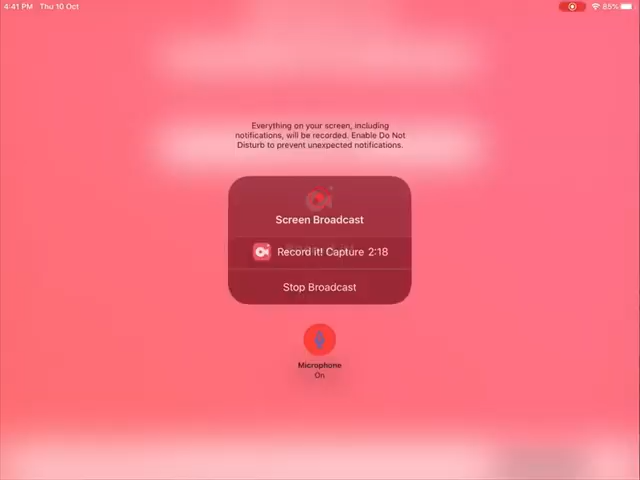 4:41 PM Thu 10 Oct
85%
Everything on your screen, including
notifications, will be recorded. Enable Do Not
Disturb to prevent unexpected notifications.
Screen Broadcast
Record it! Capture 2:18
Stop Broadcast
Microphone
On